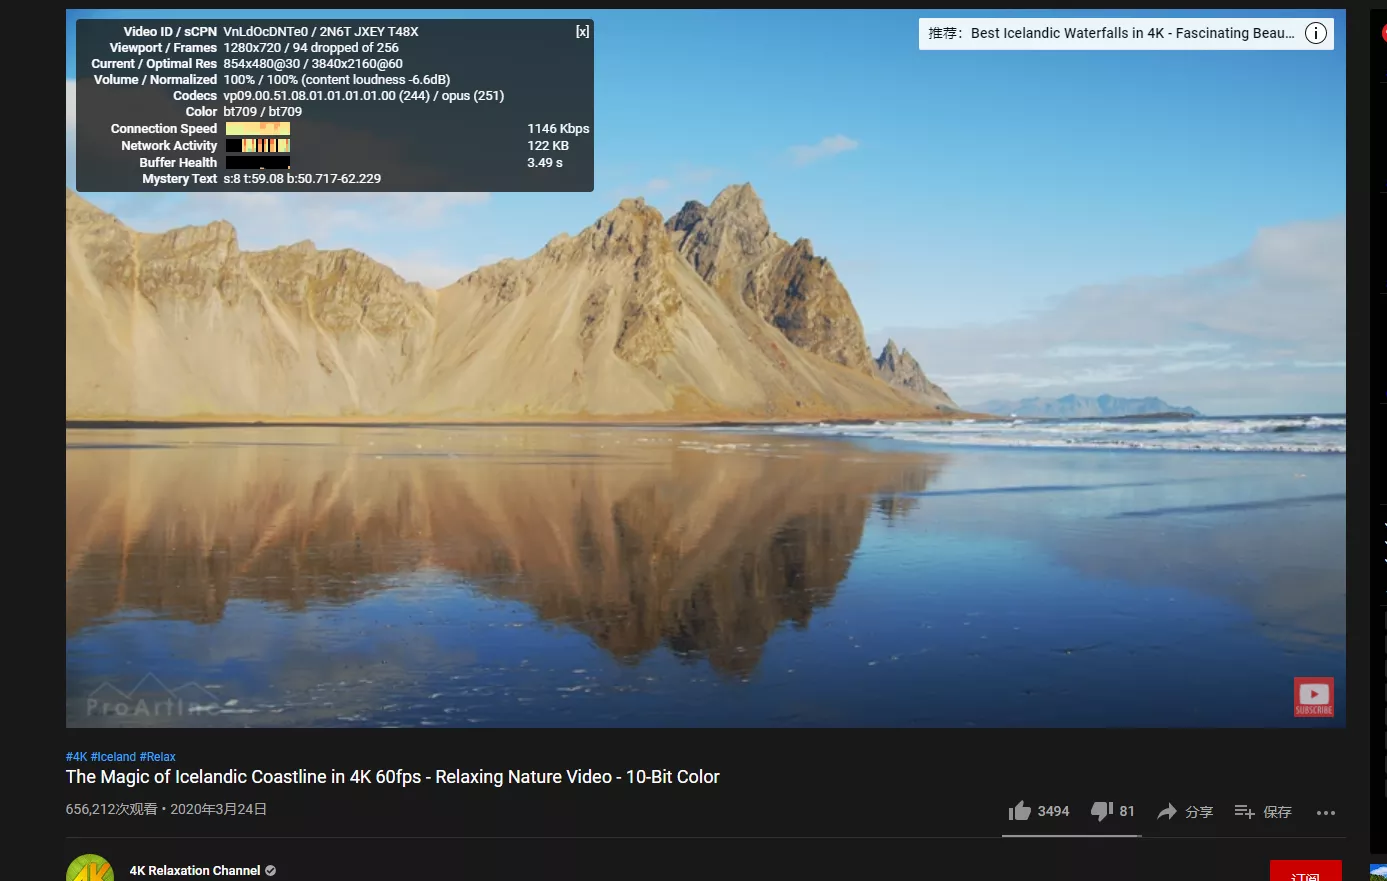 Video ID / sCPN VnLdOcDNTe0 / 2N6T JXEY T48X [x]
Viewport / Frames 1280x720 / 94 dropped of 256
Current / Optimal Res 854x480@30 / 3840x2160@60
Volume / Normalized 100% / 100% (content loudness -6.6dB)
Codecs vp09.00.51.08.01.01.01.01.00 (244) / opus (251)
Color bt709 / bt709
Connection Speed 1146 Kbps
Network Activity 122 KB
Buffer Health 3.49 s
Mystery Text s:8 t:59.08 b:50.717-62.229
推荐：Best Icelandic Waterfalls in 4K - Fascinating Beau...
ProArtInc
SUBSCRIBE
#4K #Iceland #Relax
The Magic of Icelandic Coastline in 4K 60fps - Relaxing Nature Video - 10-Bit Color
656,212次观看 • 2020年3月24日
3494 81 分享 保存
4K
4K Relaxation Channel
订阅